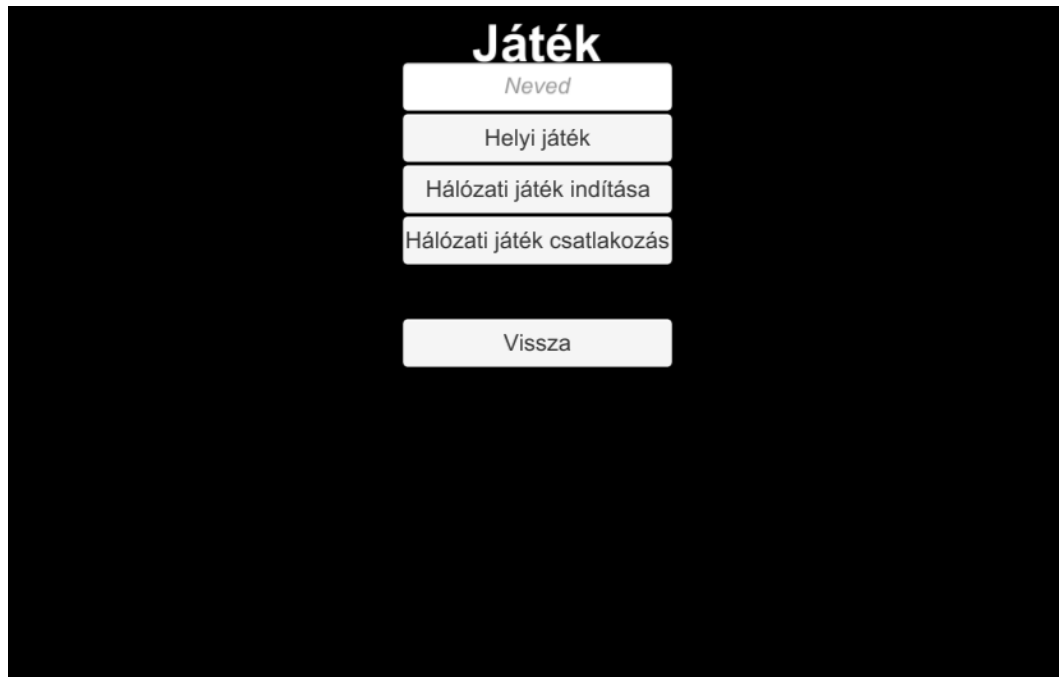 Játék
Neved
Helyi játék
Hálózati játék indítása
Hálózati játék csatlakozás
Vissza